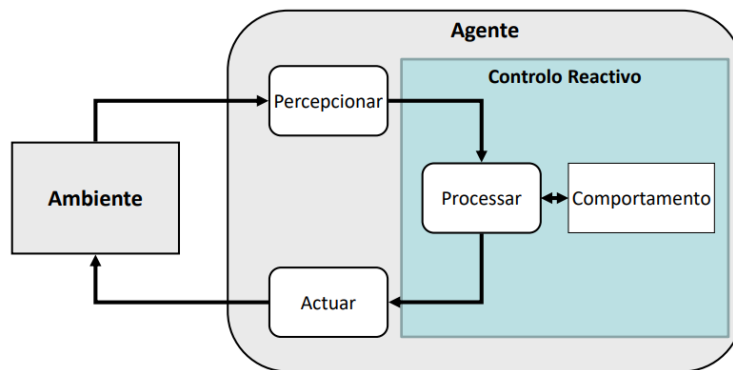 Agente
Controlo Reactivo
Percepcionar
Ambiente
Processar
Comportamento
Actuar